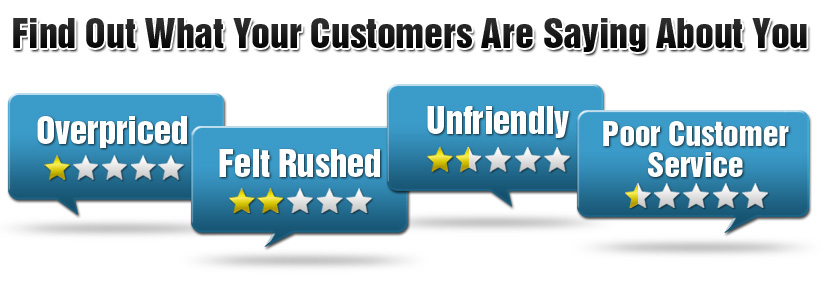 Find Out What Your Customers Are Saying About You
Overpriced
Felt Rushed
Unfriendly
Poor Customer
Service